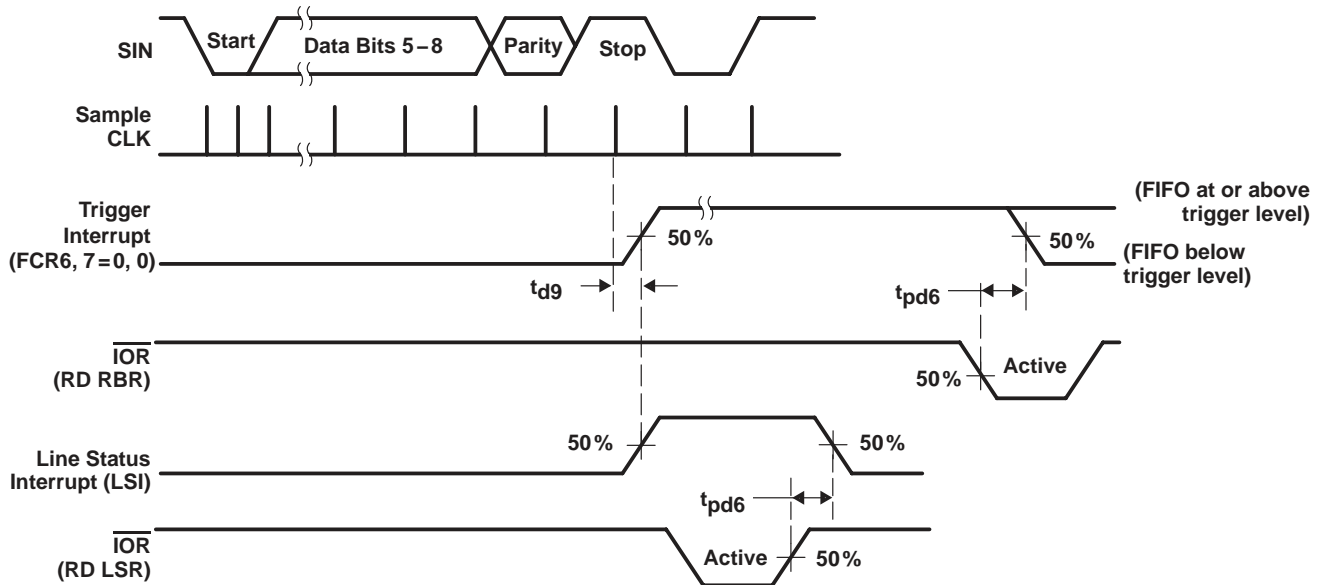 SIN
Start
Data Bits 5–8
Parity
Stop
Sample
CLK
Trigger
Interrupt
(FCR6, 7=0, 0)
50%
50%
(FIFO at or above
trigger level)
(FIFO below
trigger level)
td9
tpd6
IOR
(RD RBR)
50%
Active
Line Status
Interrupt (LSI)
50%
50%
tpd6
IOR
(RD LSR)
Active
50%